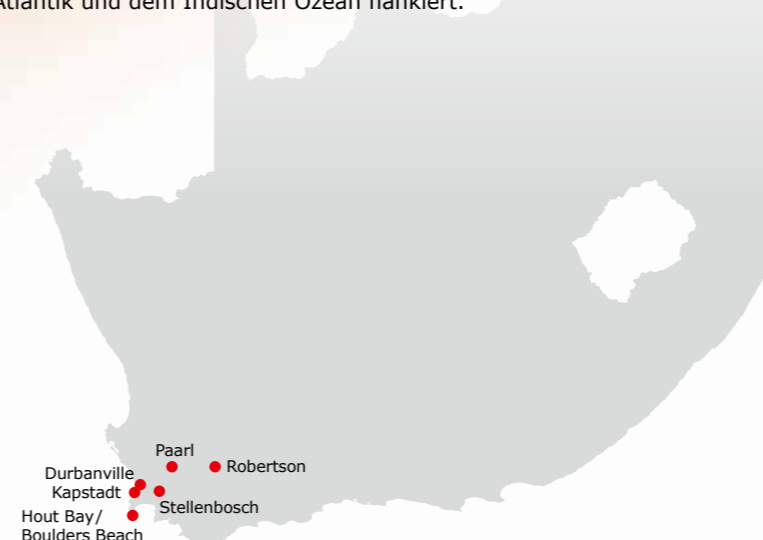 Atlantik und dem Indischen Ozean flankiert.
Paarl
Robertson
Durbanville
Kapstadt
Stellenbosch
Hout Bay/
Boulders Beach